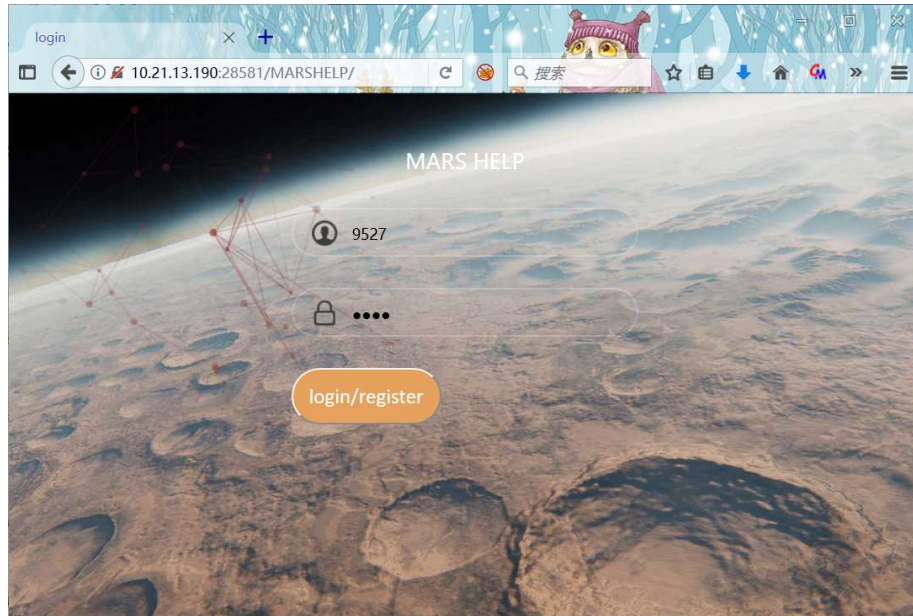 login
10.21.13.190:28581/MARSHELP/
搜索
MARS HELP
9527
login/register